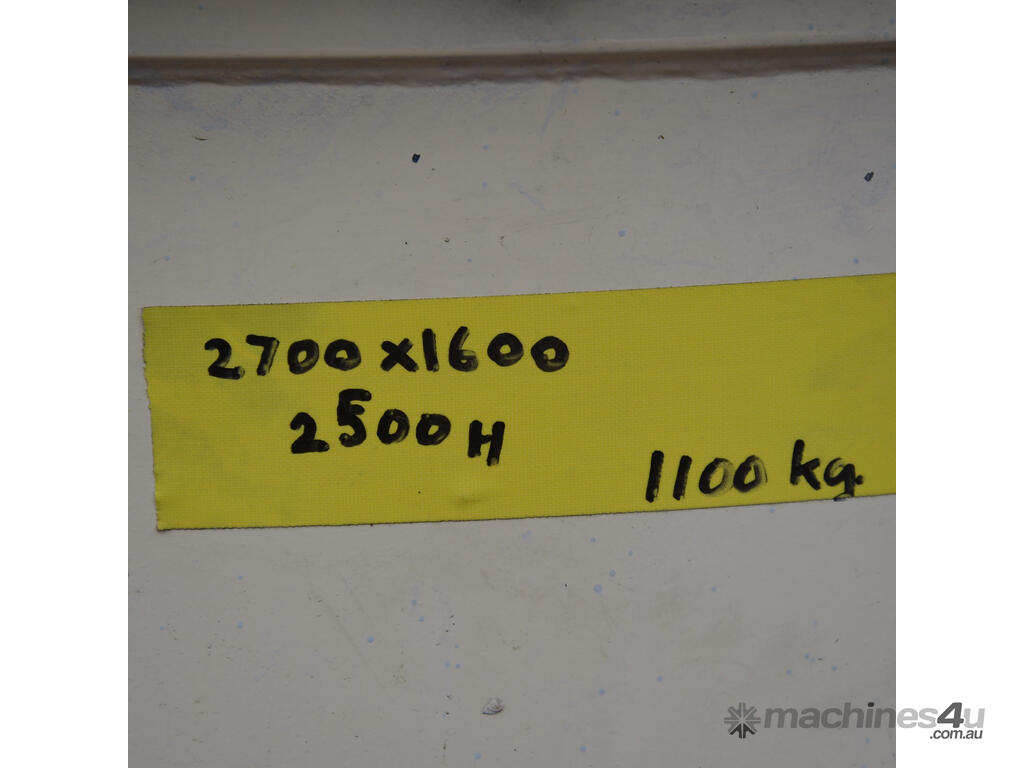 2700x1600
2500H
1100 kg.
machines4u
.com.au